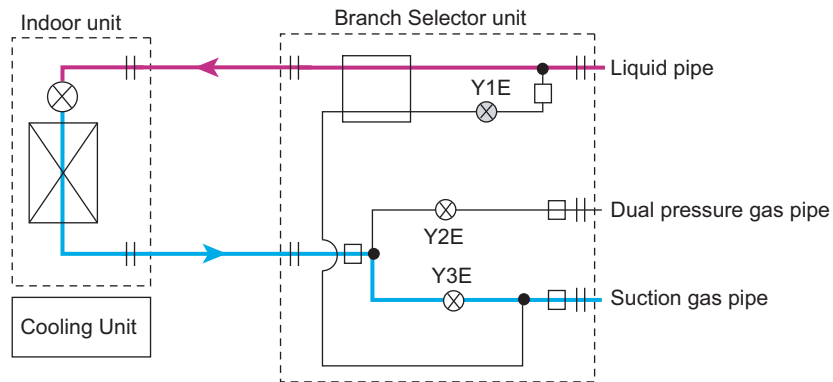 Indoor unit
Branch Selector unit
Liquid pipe
Y1E
Dual pressure gas pipe
Y2E
Y3E
Suction gas pipe
Cooling Unit